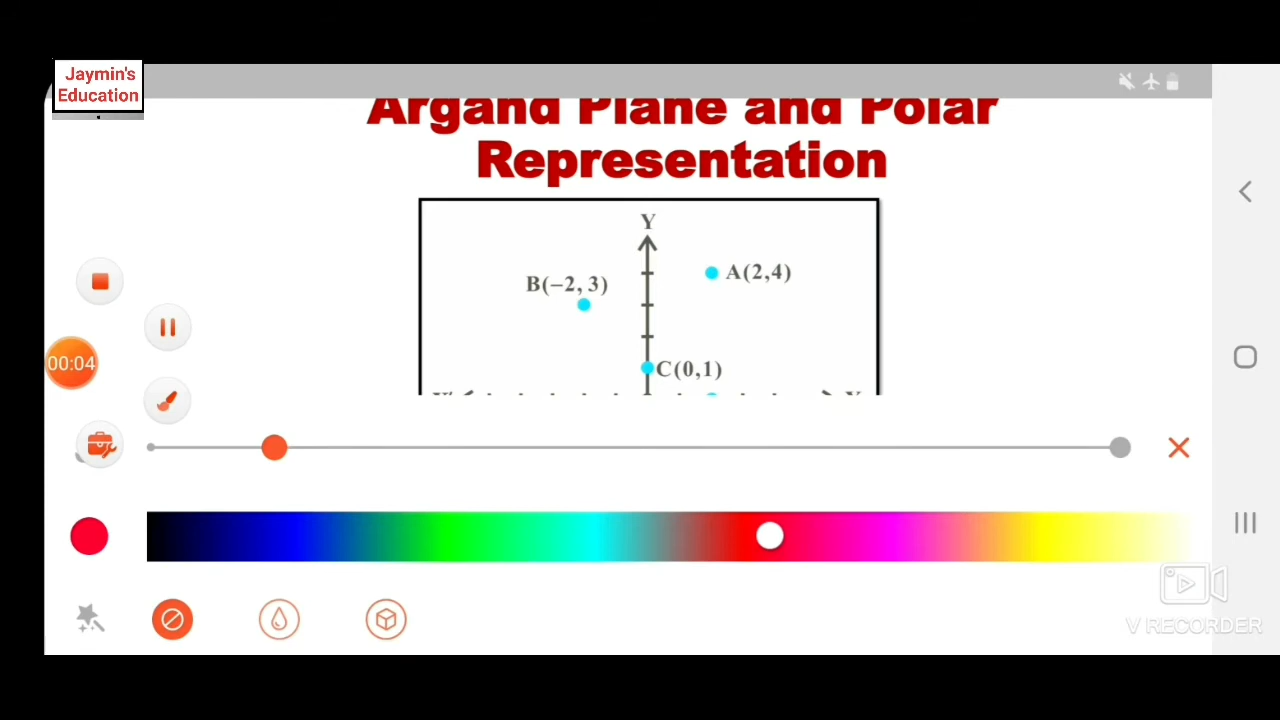 Jaymin's
Education
Argand Plane and Polar
Representation
Y
A(2,4)
B(−2, 3)
C(0,1)
00:04
V RECORDER